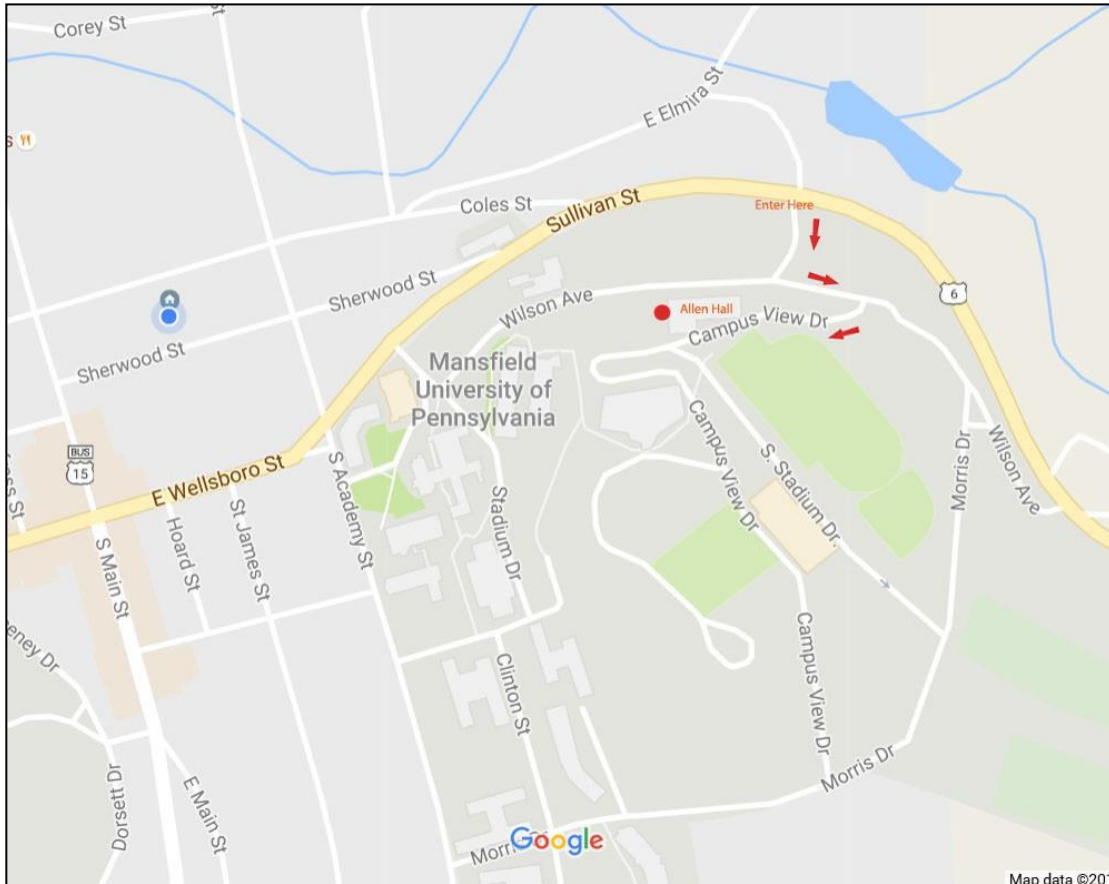 Corey St
St
E Elmira St
s
Coles St
Sullivan St
Enter Here
Sherwood St
6
Wilson Ave
Allen Hall
Campus View Dr
Sherwood St
Mansfield
University of
Pennsylvania
BUS
15
E Wellsboro St
S Academy St
Campus View Dr
S. Stadium Dr.
Morris Dr
Wilson Ave
Hoard St
St James St
Stadium Dr
S Main St
Clinton St
Campus View Dr
Morris Dr
Dorsett Dr
E Main St
Google
Map data ©201